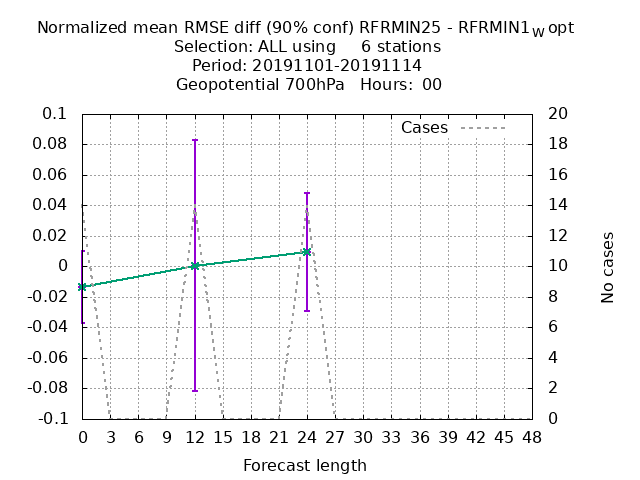 Normalized mean RMSE diff (90% conf) RFRMIN25 - RFRMIN1wopt
Selection: ALL using 6 stations
Period: 20191101-20191114
Geopotential 700hPa Hours: 00
Cases
0.1
0.08
0.06
0.04
0.02
0
-0.02
-0.04
-0.06
-0.08
-0.1
20
18
16
14
12
10
8
6
4
2
0
No cases
0 3 6 9 12 15 18 21 24 27 30 33 36 39 42 45 48
Forecast length